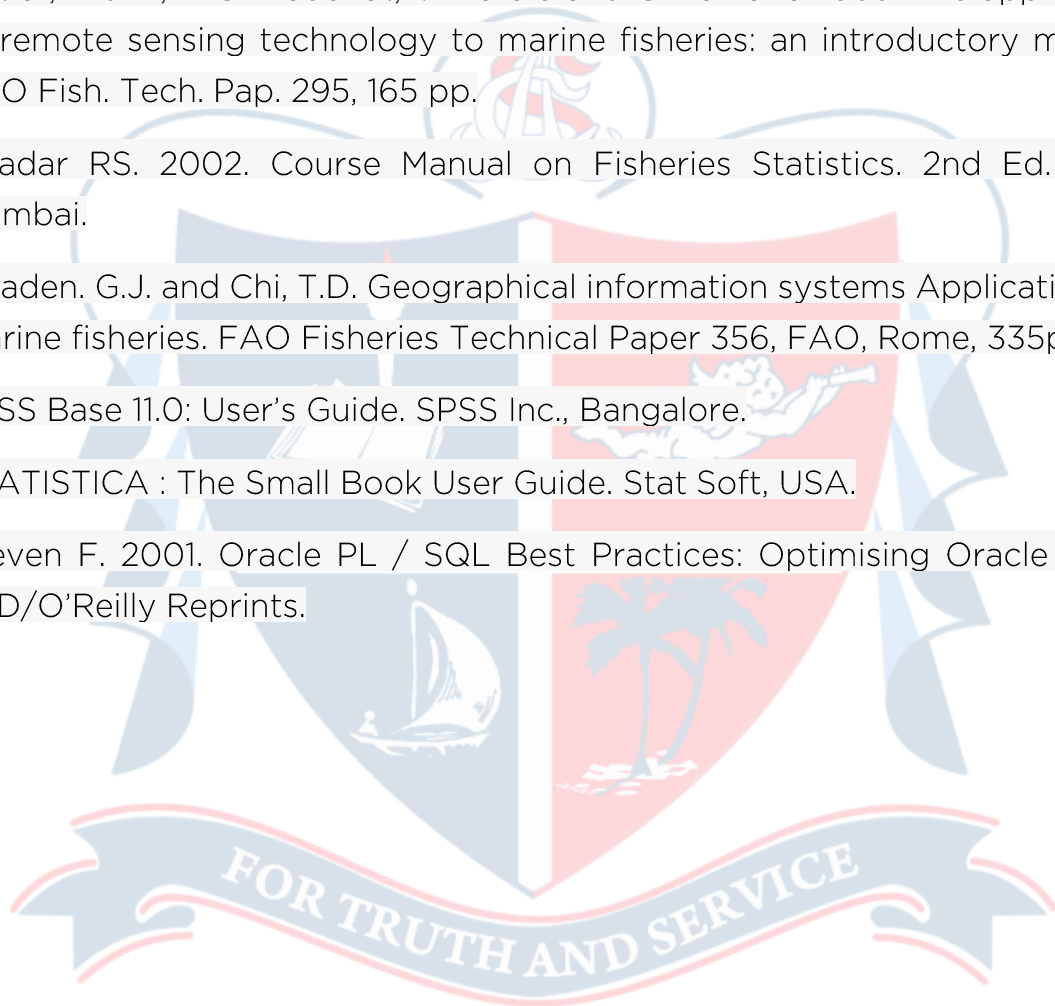 remote sensing technology to marine fisheries: an introductory m
O Fish. Tech. Pap. 295, 165 pp.
adar RS. 2002. Course Manual on Fisheries Statistics. 2nd Ed.
mbai.
aden. G.J. and Chi, T.D. Geographical information systems Applicati
rine fisheries. FAO Fisheries Technical Paper 356, FAO, Rome, 335p
SS Base 11.0: User’s Guide. SPSS Inc., Bangalore.
ATISTICA : The Small Book User Guide. Stat Soft, USA.
even F. 2001. Oracle PL / SQL Best Practices: Optimising Oracle
D/O’Reilly Reprints.
FOR TRUTH AND SERVICE